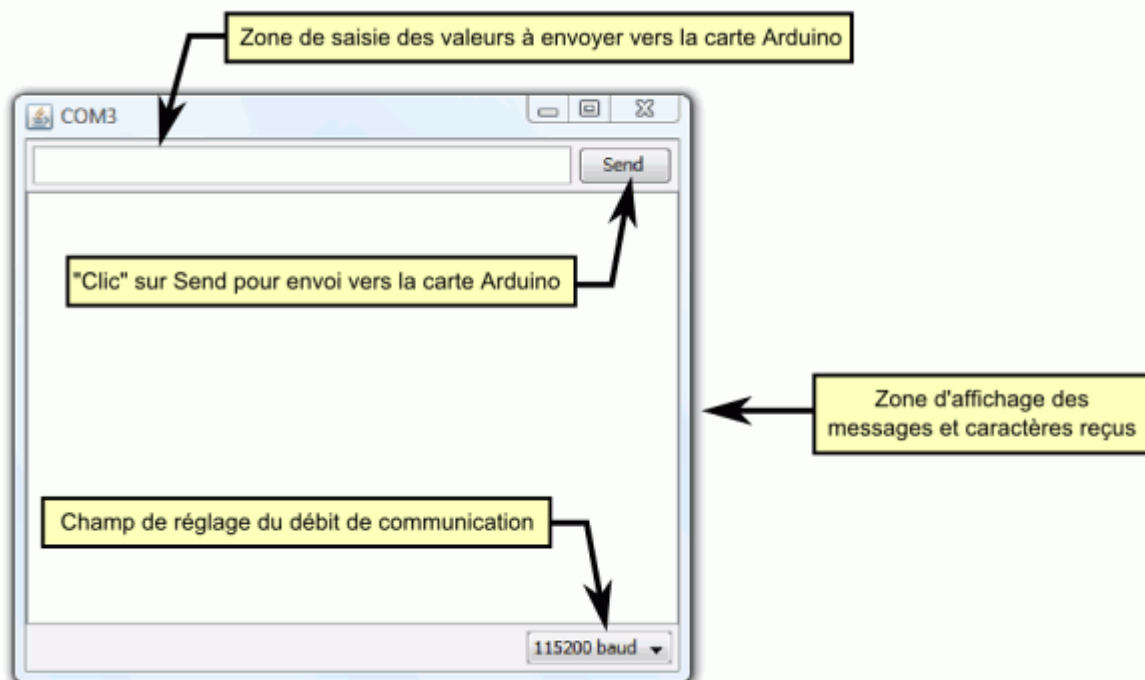 Zone de saisie des valeurs à envoyer vers la carte Arduino
COM3
Send
"Clic" sur Send pour envoi vers la carte Arduino
Zone d'affichage des
messages et caractères reçus
Champ de réglage du débit de communication
115200 baud